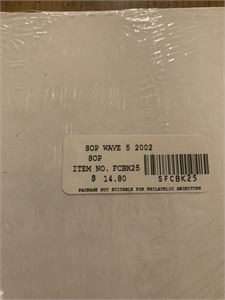 SOP WAVE 5 2002
SOP
ITEM NO. FCBK25
$ 14.80
SFCBK25
PACKAGE NOT SUITABLE FOR PHILATELIC ARCHIVING